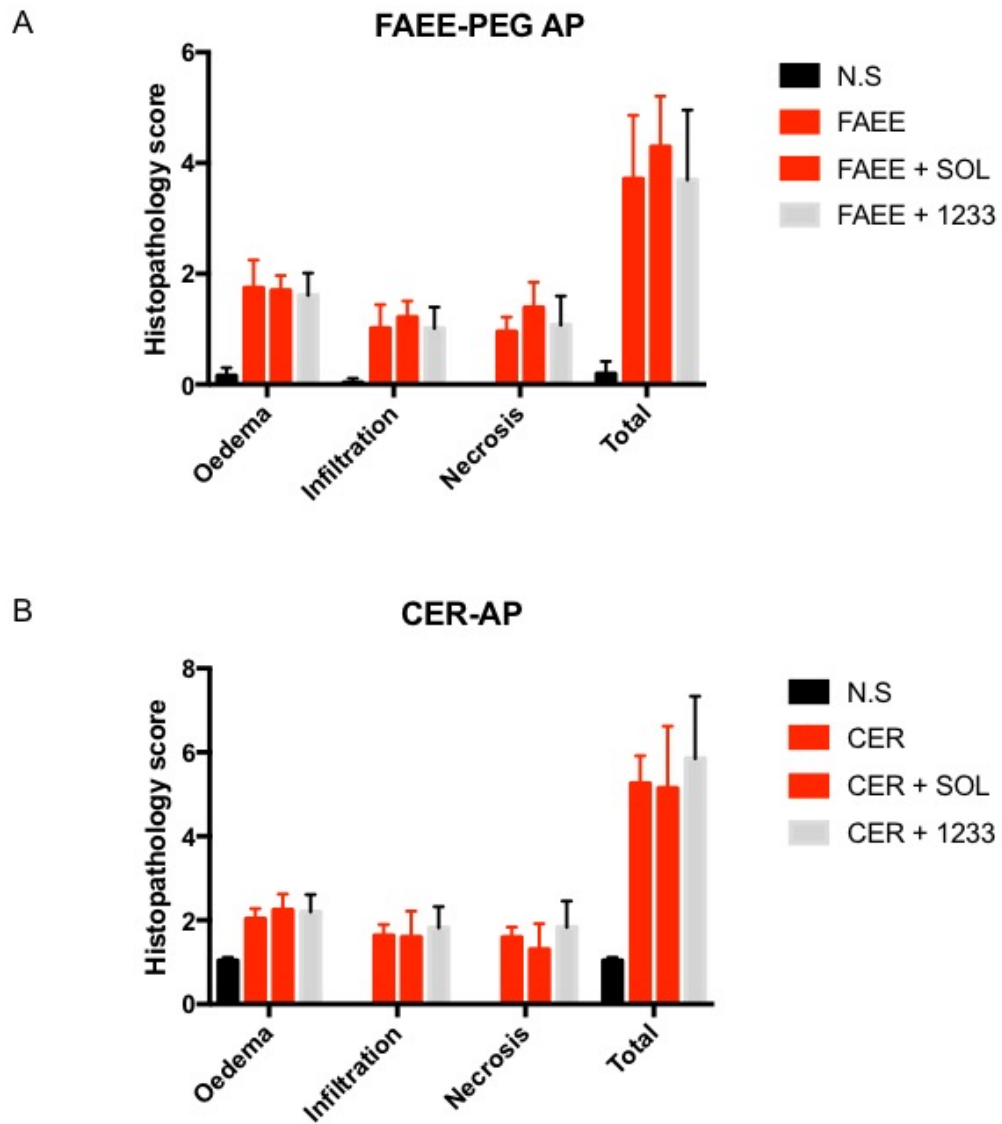 A
FAEE-PEG AP
Histopathology score
6
4
2
0
Oedema
Infiltration
Necrosis
Total
N.S
FAEE
FAEE + SOL
FAEE + 1233
B
CER-AP
Histopathology score
8
6
4
2
0
Oedema
Infiltration
Necrosis
Total
N.S
CER
CER + SOL
CER + 1233